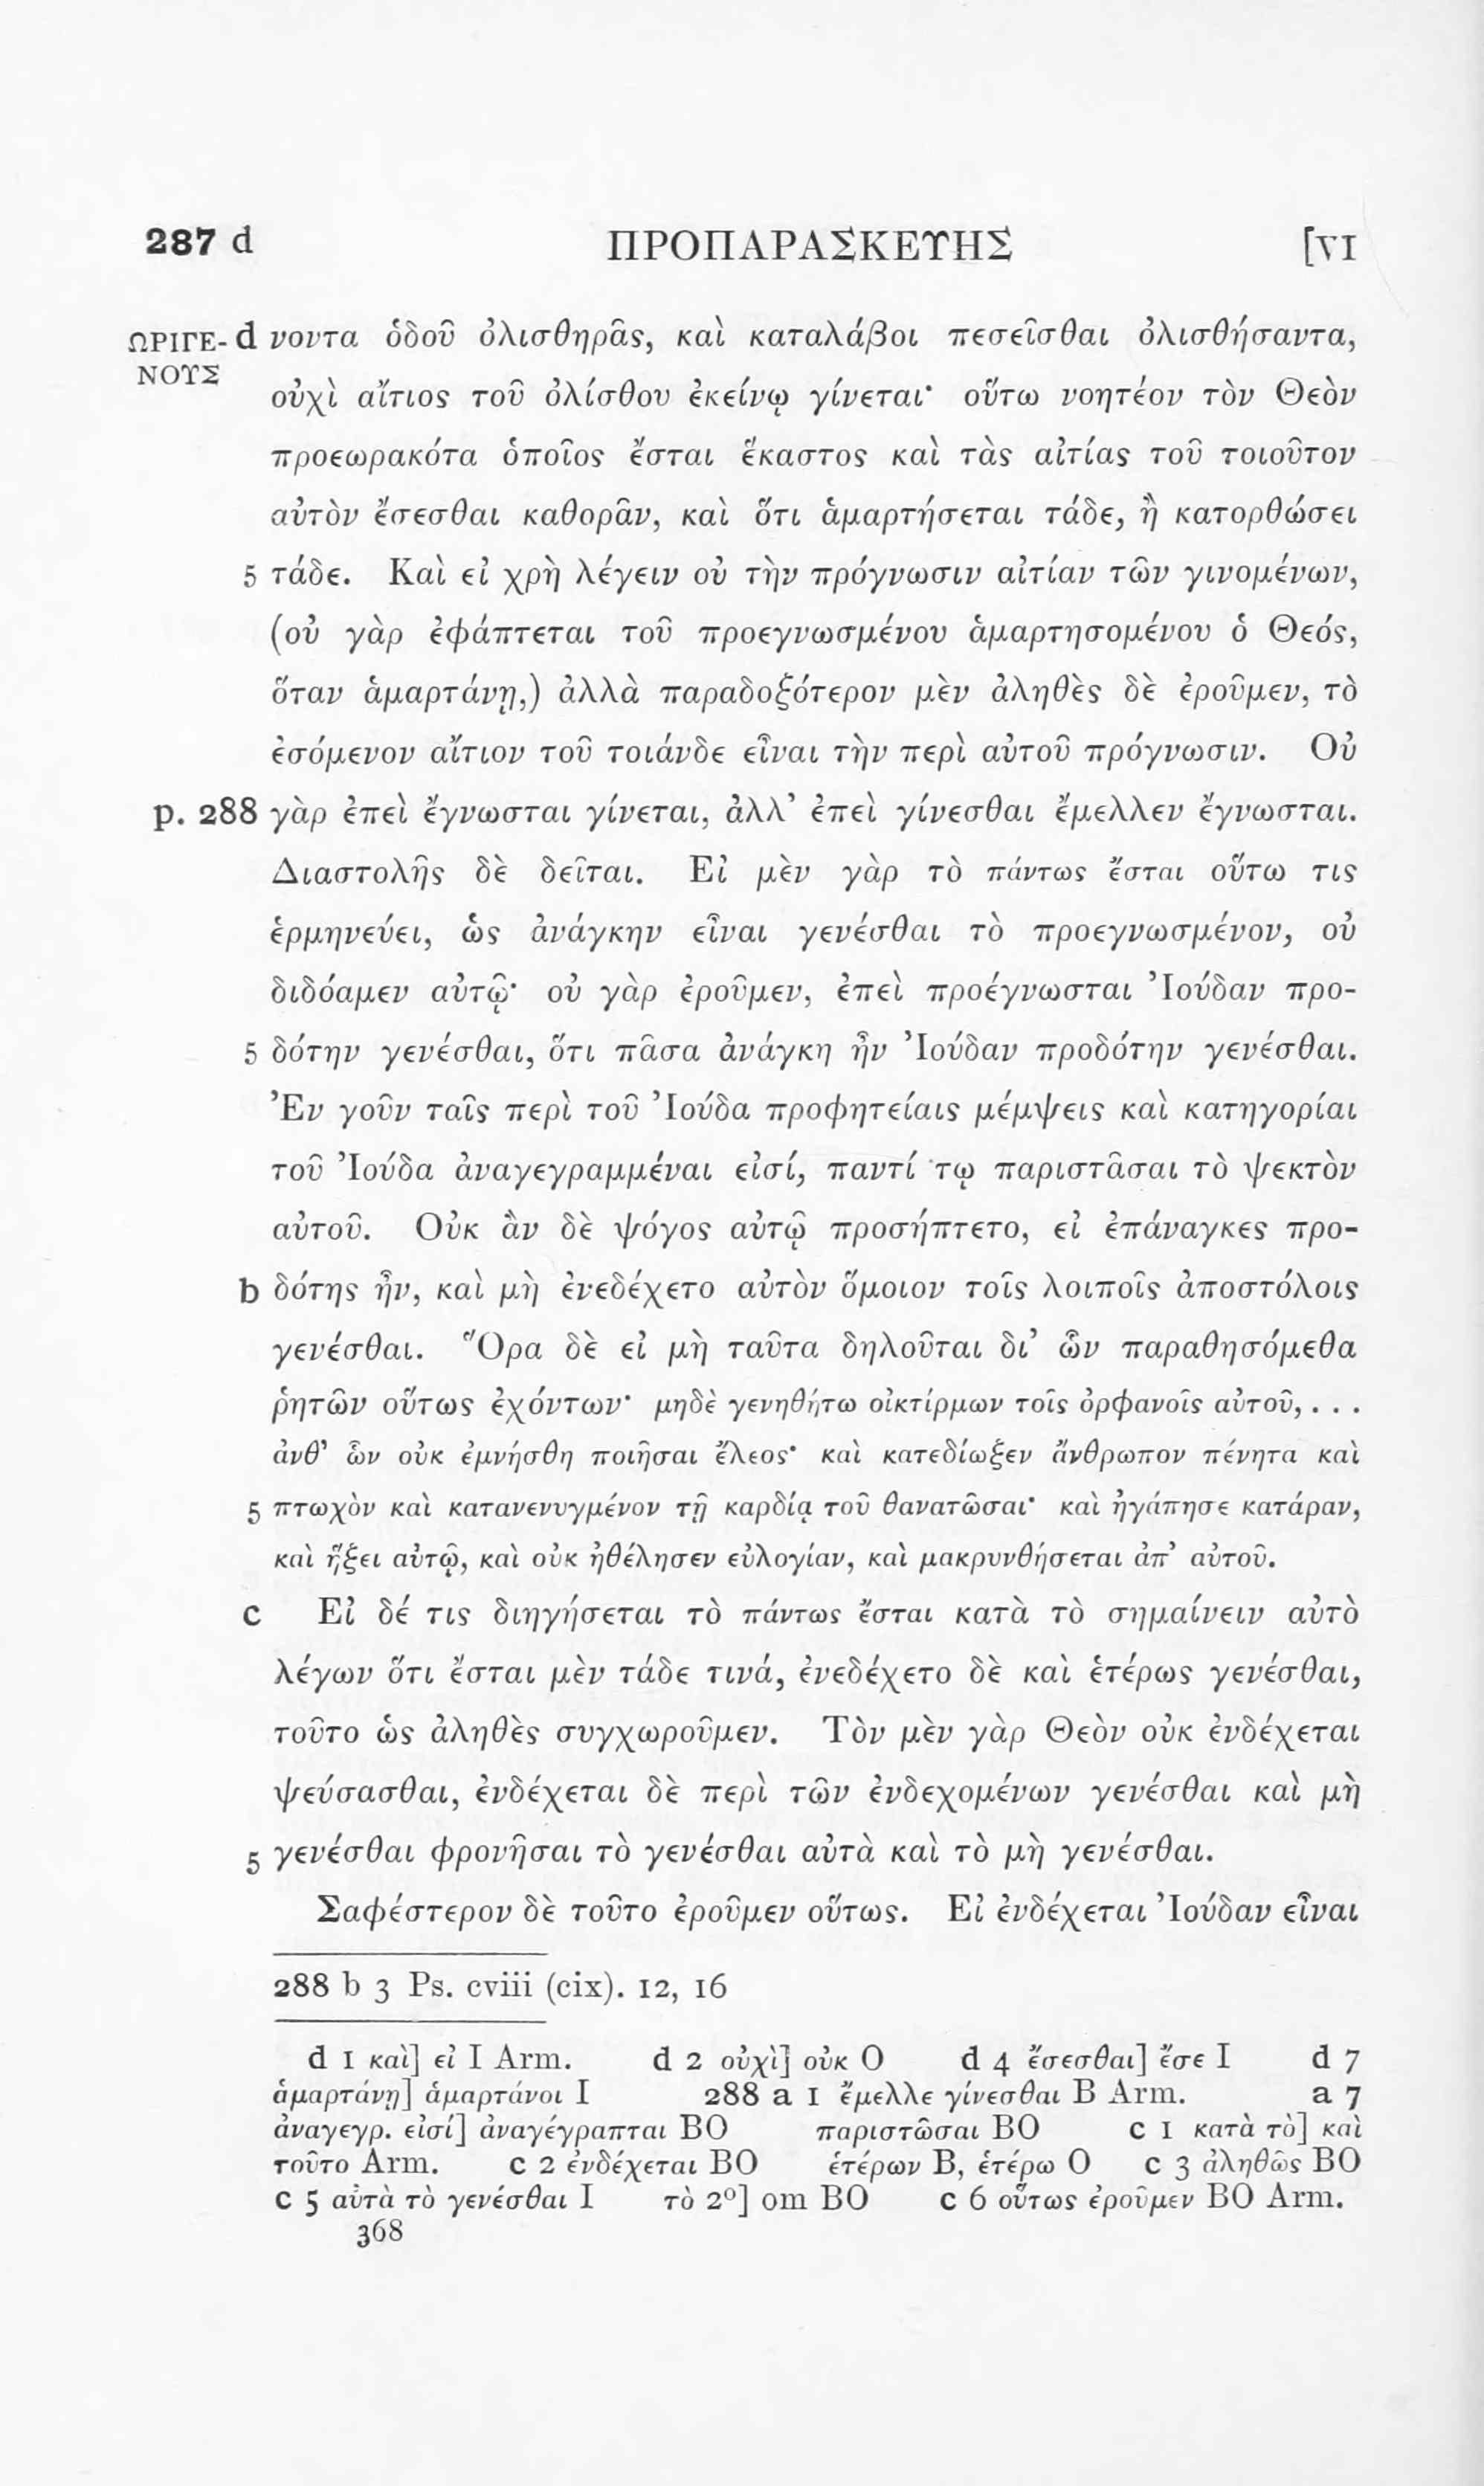 287 d ΠΡΟΠΑΡΑΣΚΕΥΗΣ [VI
ΩΡΙΓΕ- d νοντα ὁδοῦ ὀλισθηρᾶς, καὶ καταλάβοι πεσεῖσθαι ὀλισθήσαντα,
ΝΟΥΣ
οὐχὶ αἴτιος τοῦ ὀλίσθου ἐκείνῳ γίνεται· οὕτω νοητέον τὸν Θεὸν
προεωρακότα ὁποῖος ἔσται ἕκαστος καὶ τὰς αἰτίας τοῦ τοιοῦτον
αὐτὸν ἔσεσθαι καθορᾶν, καὶ ὅτι ἁμαρτήσεται τάδε, ἢ κατορθώσει
5 τάδε. Καὶ εἰ χρὴ λέγειν οὐ τὴν πρόγνωσιν αἰτίαν τῶν γινομένων,
(οὐ γὰρ ἐφάπτεται τοῦ προεγνωσμένου ἁμαρτησομένου ὁ Θεός,
ὅταν ἁμαρτάνῃ,) ἀλλὰ παραδοξότερον μὲν ἀληθὲς δὲ ἐροῦμεν, τὸ
ἐσόμενον αἴτιον τοῦ τοιάνδε εἶναι τὴν περὶ αὐτοῦ πρόγνωσιν. Οὐ
p. 288 γὰρ ἐπεὶ ἔγνωσται γίνεται, ἀλλ’ ἐπεὶ γίνεσθαι ἔμελλεν ἔγνωσται.
Διαστολῆς δὲ δεῖται. Εἰ μὲν γὰρ τὸ πάντως ἔσται οὕτω τις
ἑρμηνεύει, ὡς ἀνάγκην εἶναι γενέσθαι τὸ προεγνωσμένον, οὐ
διδόαμεν αὐτῷ· οὐ γὰρ ἐροῦμεν, ἐπεὶ προέγνωσται Ἰούδαν προ-
5 δότην γενέσθαι, ὅτι πᾶσα ἀνάγκη ἦν Ἰούδαν προδότην γενέσθαι.
Ἐν γοῦν ταῖς περὶ τοῦ Ἰούδα προφητείαις μέμψεις καὶ κατηγορίαι
τοῦ Ἰούδα ἀναγεγραμμέναι εἰσί, παντί τῳ παριστᾶσαι τὸ ψεκτὸν
αὐτοῦ. Οὐκ ἂν δὲ ψόγος αὐτῷ προσήπτετο, εἰ ἐπάναγκες προ-
b δότης ἦν, καὶ μὴ ἐνεδέχετο αὐτὸν ὅμοιον τοῖς λοιποῖς ἀποστόλοις
γενέσθαι. Ὅρα δὲ εἰ μὴ ταῦτα δηλοῦται δι’ ὧν παραθησόμεθα
ῥητῶν οὕτως ἐχόντων· μηδὲ γενηθήτω οἰκτίρμων τοῖς ὀρφανοῖς αὐτοῦ, . . .
ἀνθ’ ὧν οὐκ ἐμνήσθη ποιῆσαι ἔλεος· καὶ κατεδίωξεν ἄνθρωπον πένητα καὶ
5 πτωχὸν καὶ κατανενυγμένον τῇ καρδίᾳ τοῦ θανατῶσαι· καὶ ἠγάπησε κατάραν,
καὶ ἥξει αὐτῷ, καὶ οὐκ ἠθέλησεν εὐλογίαν, καὶ μακρυνθήσεται ἀπ’ αὐτοῦ.
c Εἰ δέ τις διηγήσεται τὸ πάντως ἔσται κατὰ τὸ σημαίνειν αὐτὸ
λέγων ὅτι ἔσται μὲν τάδε τινά, ἐνεδέχετο δὲ καὶ ἑτέρως γενέσθαι,
τοῦτο ὡς ἀληθὲς συγχωροῦμεν. Τὸν μὲν γὰρ Θεὸν οὐκ ἐνδέχεται
ψεύσασθαι, ἐνδέχεται δὲ περὶ τῶν ἐνδεχομένων γενέσθαι καὶ μὴ
5 γενέσθαι φρονῆσαι τὸ γενέσθαι αὐτὰ καὶ τὸ μὴ γενέσθαι.
Σαφέστερον δὲ τοῦτο ἐροῦμεν οὕτως. Εἰ ἐνδέχεται Ἰούδαν εἶναι
288 b 3 Ps. cviii (cix). 12, 16
d 1 καὶ] εἰ I Arm. d 2 οὐχὶ] οὐκ O d 4 ἔσεσθαι] ἔσε I d 7
ἁμαρτάνῃ] ἁμαρτάνοι I 288 a 1 ἔμελλε γίνεσθαι B Arm. a 7
ἀναγεγρ. εἰσί] ἀναγέγραπται BO παριστῶσαι BO c 1 κατὰ τὸ] καὶ
τοῦτο Arm. c 2 ἐνδέχεται BO ἑτέρων B, ἑτέρω O c 3 ἀληθῶς BO
c 5 αὐτὰ τὸ γενέσθαι I τὸ 2º] om BO c 6 οὕτως ἐροῦμεν BO Arm.
368